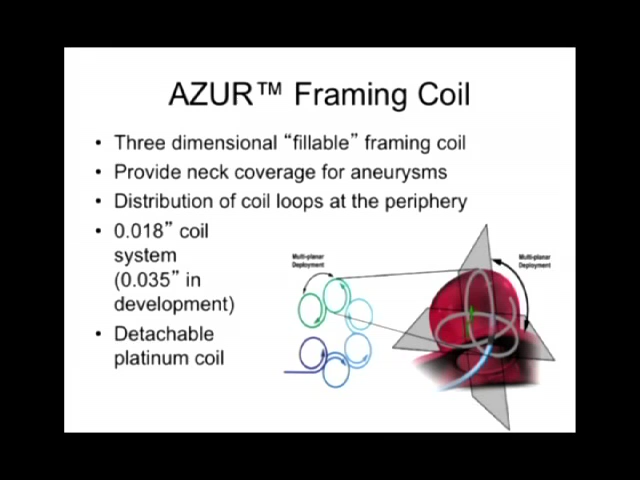 AZUR™ Framing Coil
• Three dimensional “fillable” framing coil
• Provide neck coverage for aneurysms
• Distribution of coil loops at the periphery
• 0.018” coil
system
(0.035” in
development)
• Detachable
platinum coil
Multi-planar
Deployment
Multi-planar
Deployment